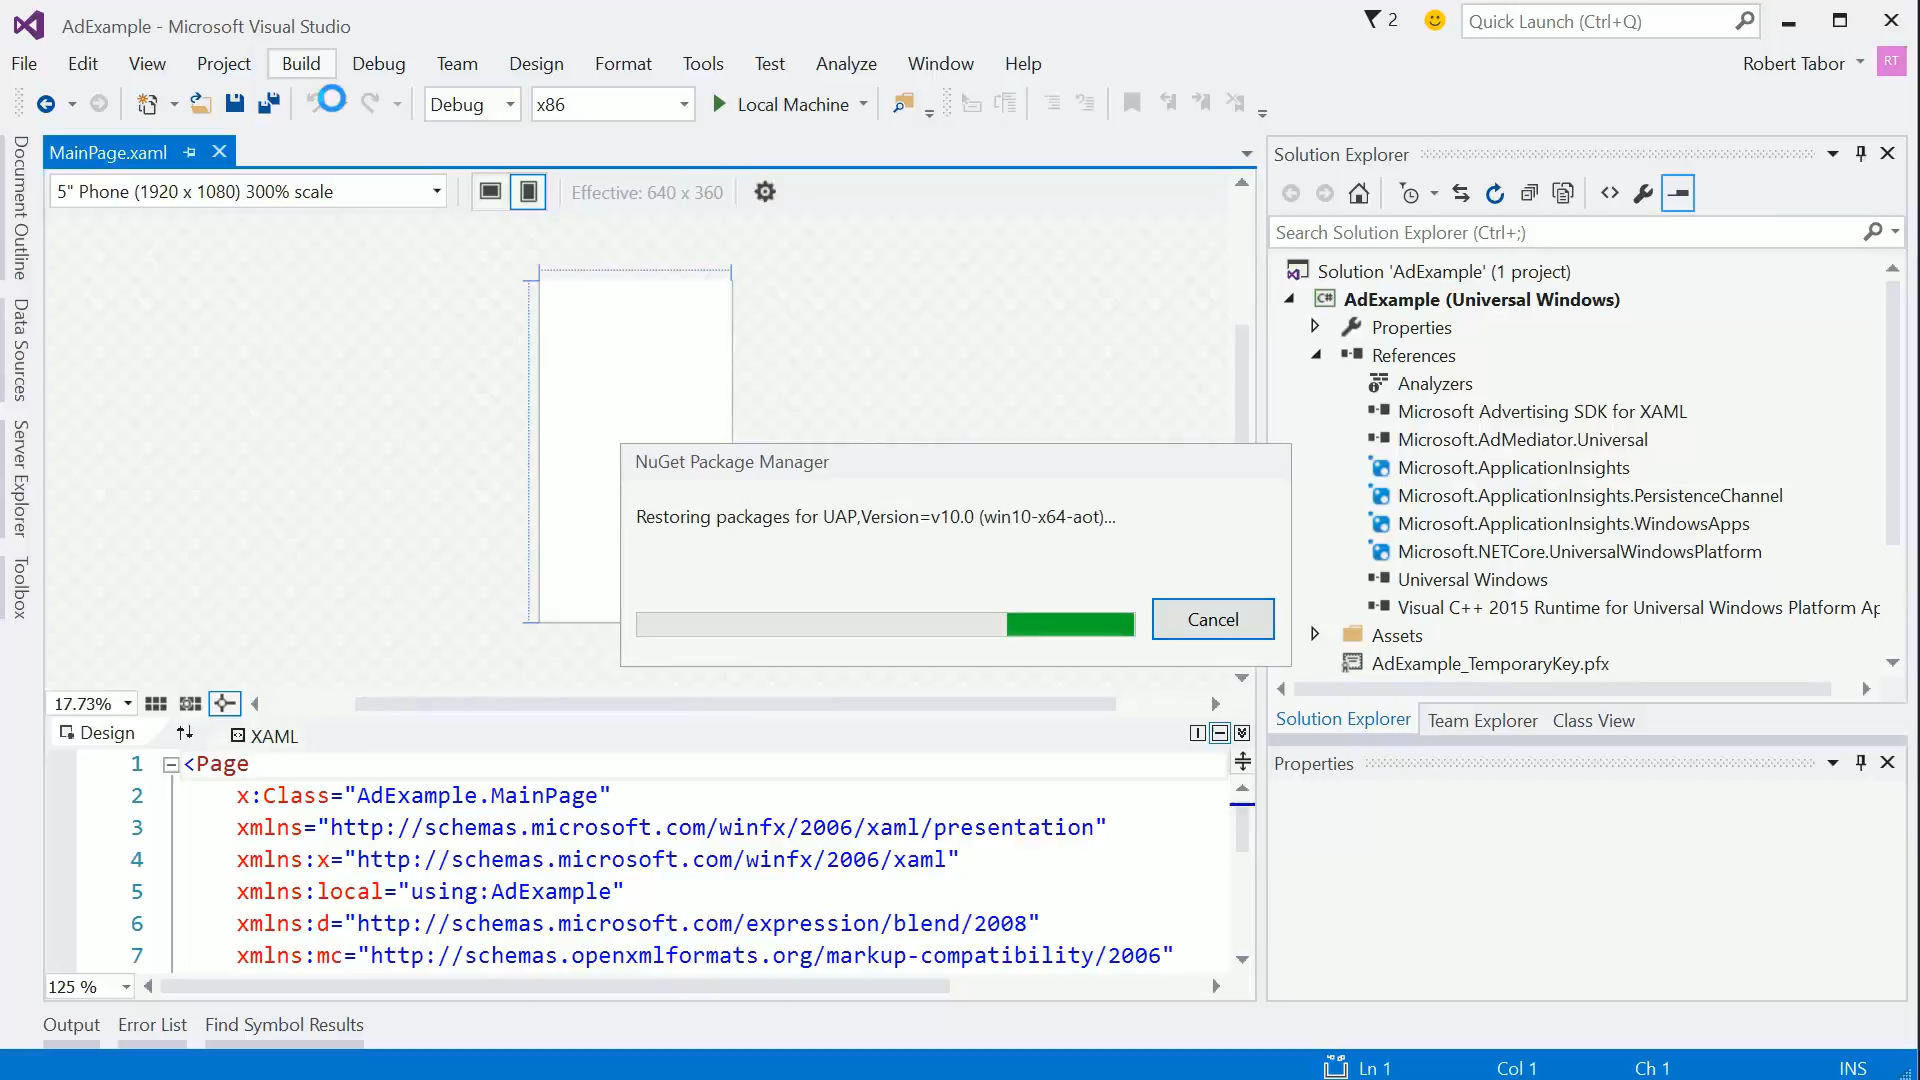 AdExample - Microsoft Visual Studio
2
Quick Launch (Ctrl+Q)
File Edit View Project Build Debug Team Design Format Tools Test Analyze Window Help
Robert Tabor
RT
Debug
x86
Local Machine
Document Outline
Data Sources
Server Explorer
Toolbox
MainPage.xaml
5" Phone (1920 x 1080) 300% scale
Effective: 640 x 360
NuGet Package Manager
Restoring packages for UAP,Version=v10.0 (win10-x64-aot)...
Cancel
17.73%
Design
XAML
1 <Page
2 x:Class="AdExample.MainPage"
3 xmlns="http://schemas.microsoft.com/winfx/2006/xaml/presentation"
4 xmlns:x="http://schemas.microsoft.com/winfx/2006/xaml"
5 xmlns:local="using:AdExample"
6 xmlns:d="http://schemas.microsoft.com/expression/blend/2008"
7 xmlns:mc="http://schemas.openxmlformats.org/markup-compatibility/2006"
125 %
Solution Explorer
Search Solution Explorer (Ctrl+;)
Solution 'AdExample' (1 project)
C# AdExample (Universal Windows)
Properties
References
Analyzers
Microsoft Advertising SDK for XAML
Microsoft.AdMediator.Universal
Microsoft.ApplicationInsights
Microsoft.ApplicationInsights.PersistenceChannel
Microsoft.ApplicationInsights.WindowsApps
Microsoft.NETCore.UniversalWindowsPlatform
Universal Windows
Visual C++ 2015 Runtime for Universal Windows Platform Ap
Assets
AdExample_TemporaryKey.pfx
Solution Explorer Team Explorer Class View
Properties
Output Error List Find Symbol Results
Ln 1 Col 1 Ch 1 INS